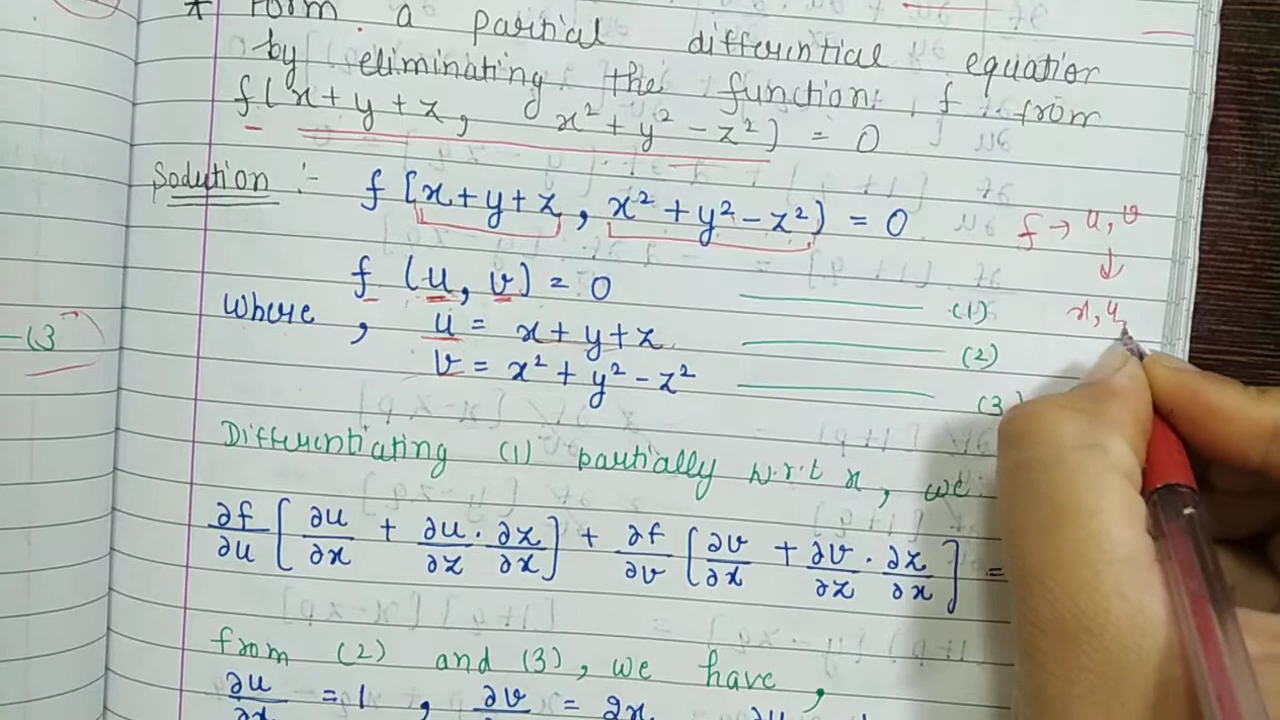 * Form a partial differential equation
by eliminating the function f from
f(x + y + z, x² + y² - z²) = 0
Solution :- f [x + y + z, x² + y² - z²) = 0
f → u, v
↓
x, y,
f (u, v) = 0 (1)
where, u = x + y + z (2)
v = x² + y² - z² (3)
-(3
Differentiating (1) partially w.r.t x, we
∂f/∂u [∂u/∂x + ∂u/∂z · ∂z/∂x] + ∂f/∂v [∂v/∂x + ∂v/∂z · ∂z/∂x] =
from (2) and (3), we have,
∂u/∂x = 1, ∂v/ = 2x, ∂u